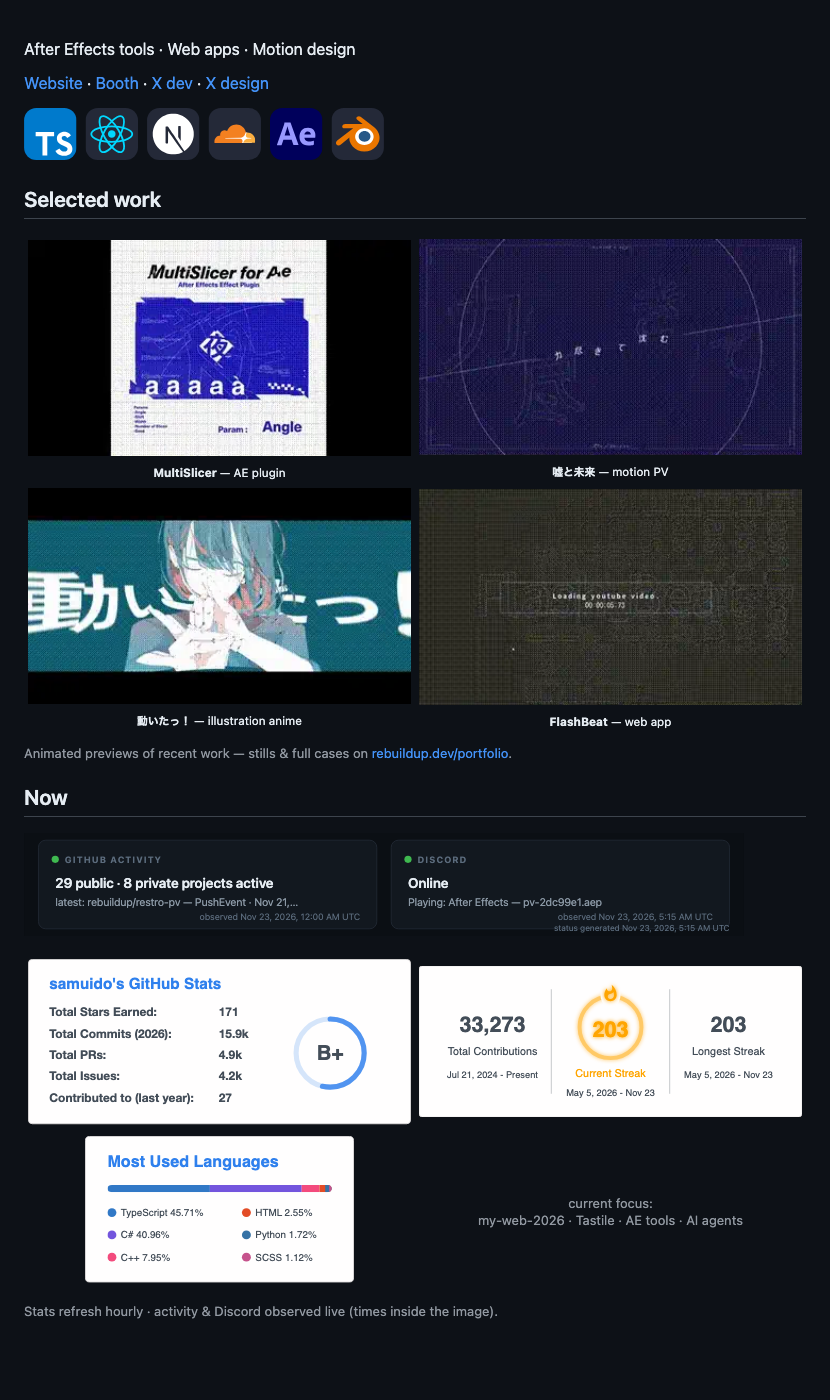 After Effects tools · Web apps · Motion design
Website · Booth · X dev · X design
TS
N
Ae
Selected work
MultiSlicer for Ae
After Effects Effect Plugin
aaaaa
Param : Angle
MultiSlicer — AE plugin
嘘と未来 — motion PV
動いたっ！
動いたっ！ — illustration anime
Loading youtube video.
00:00:05.73
FlashBeat — web app
Animated previews of recent work — stills & full cases on rebuildup.dev/portfolio.
Now
GITHUB ACTIVITY
29 public · 8 private projects active
latest: rebuildup/restro-pv — PushEvent · Nov 21,...
observed Nov 23, 2026, 12:00 AM UTC
DISCORD
Online
Playing: After Effects — pv-2dc99e1.aep
observed Nov 23, 2026, 5:15 AM UTC
status generated Nov 23, 2026, 5:15 AM UTC
samuido's GitHub Stats
Total Stars Earned: 171
Total Commits (2026): 15.9k
Total PRs: 4.9k
Total Issues: 4.2k
Contributed to (last year): 27
B+
33,273
Total Contributions
Jul 21, 2024 - Present
203
Current Streak
May 5, 2026 - Nov 23
203
Longest Streak
May 5, 2026 - Nov 23
Most Used Languages
TypeScript 45.71%
HTML 2.55%
C# 40.96%
Python 1.72%
C++ 7.95%
SCSS 1.12%
current focus:
my-web-2026 · Tastile · AE tools · AI agents
Stats refresh hourly · activity & Discord observed live (times inside the image).